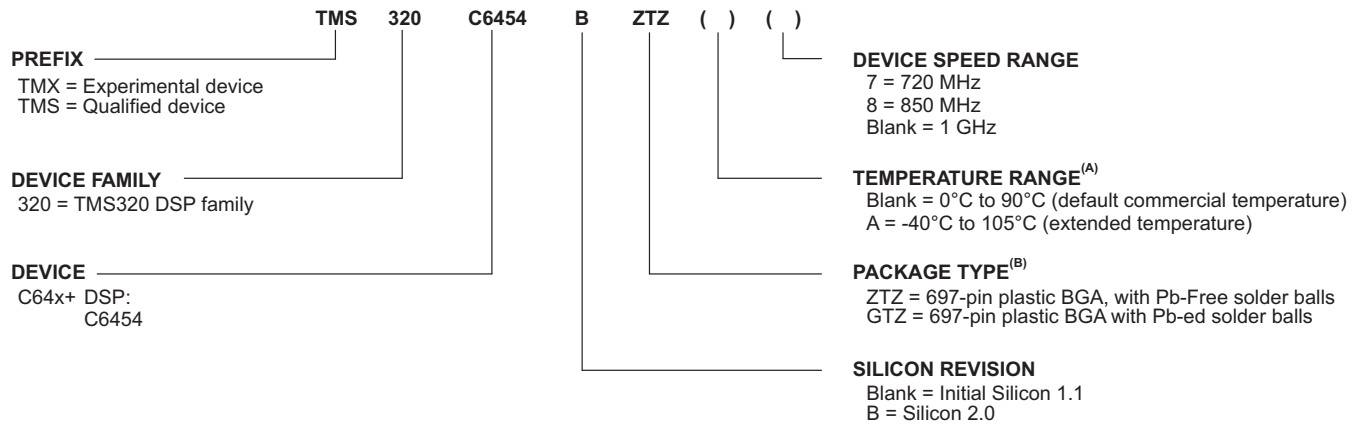 TMS 320 C6454 B ZTZ ( ) ( )
PREFIX
TMX = Experimental device
TMS = Qualified device
DEVICE FAMILY
320 = TMS320 DSP family
DEVICE
C64x+ DSP:
C6454
DEVICE SPEED RANGE
7 = 720 MHz
8 = 850 MHz
Blank = 1 GHz
TEMPERATURE RANGE(A)
Blank = 0°C to 90°C (default commercial temperature)
A = -40°C to 105°C (extended temperature)
PACKAGE TYPE(B)
ZTZ = 697-pin plastic BGA, with Pb-Free solder balls
GTZ = 697-pin plastic BGA with Pb-ed solder balls
SILICON REVISION
Blank = Initial Silicon 1.1
B = Silicon 2.0